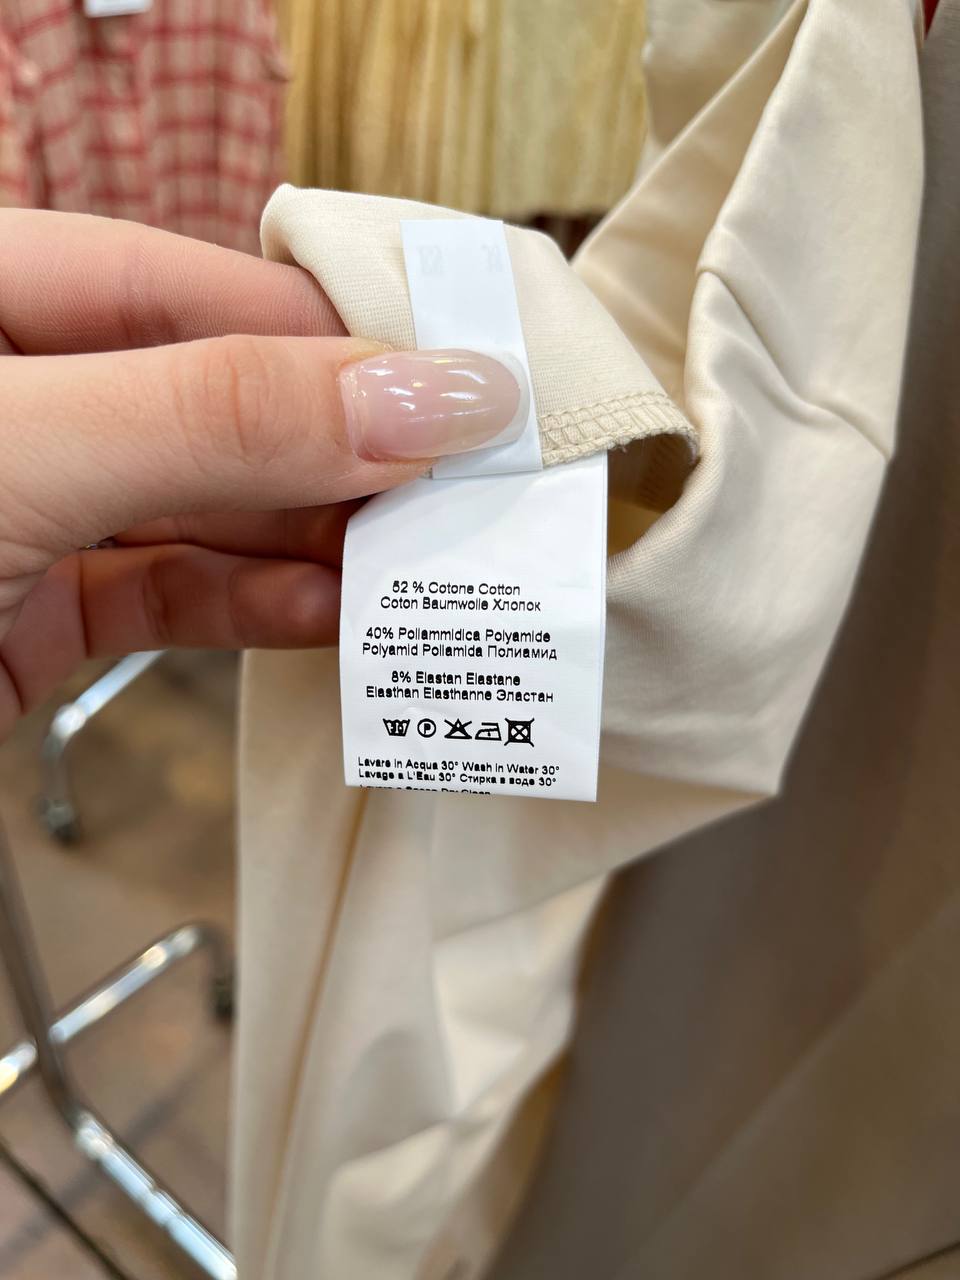 52 % Cotone Cotton
Coton Baumwolle Хлопок
40% Poliammidica Polyamide
Polyamid Poliamida Полиамид
8% Elastan Elastane
Elasthan Elasthanne Эластан
P
Lavare in Acqua 30° Wash in Water 30°
Lavage a L'Eau 30° Стирка в воде 30°